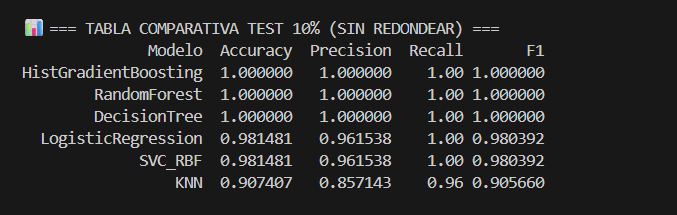 📊 === TABLA COMPARATIVA TEST 10% (SIN REDONDEAR) ===
Modelo Accuracy Precision Recall F1
HistGradientBoosting 1.000000 1.000000 1.00 1.000000
RandomForest 1.000000 1.000000 1.00 1.000000
DecisionTree 1.000000 1.000000 1.00 1.000000
LogisticRegression 0.981481 0.961538 1.00 0.980392
SVC_RBF 0.981481 0.961538 1.00 0.980392
KNN 0.907407 0.857143 0.96 0.905660